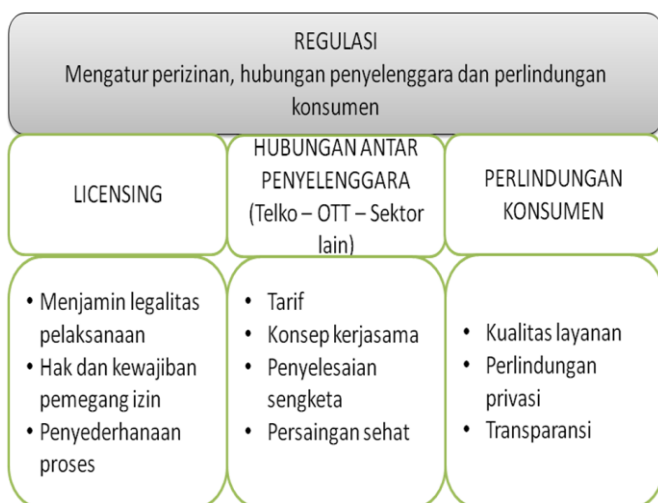 REGULASI
Mengatur perizinan, hubungan penyelenggara dan perlindungan
konsumen
LICENSING
HUBUNGAN ANTAR
PENYELENGGARA
(Telko – OTT – Sektor
lain)
PERLINDUNGAN
KONSUMEN
• Menjamin legalitas
pelaksanaan
• Hak dan kewajiban
pemegang izin
• Penyederhanaan
proses
• Tarif
• Konsep kerjasama
• Penyelesaian
sengketa
• Persaingan sehat
• Kualitas layanan
• Perlindungan
privasi
• Transparansi